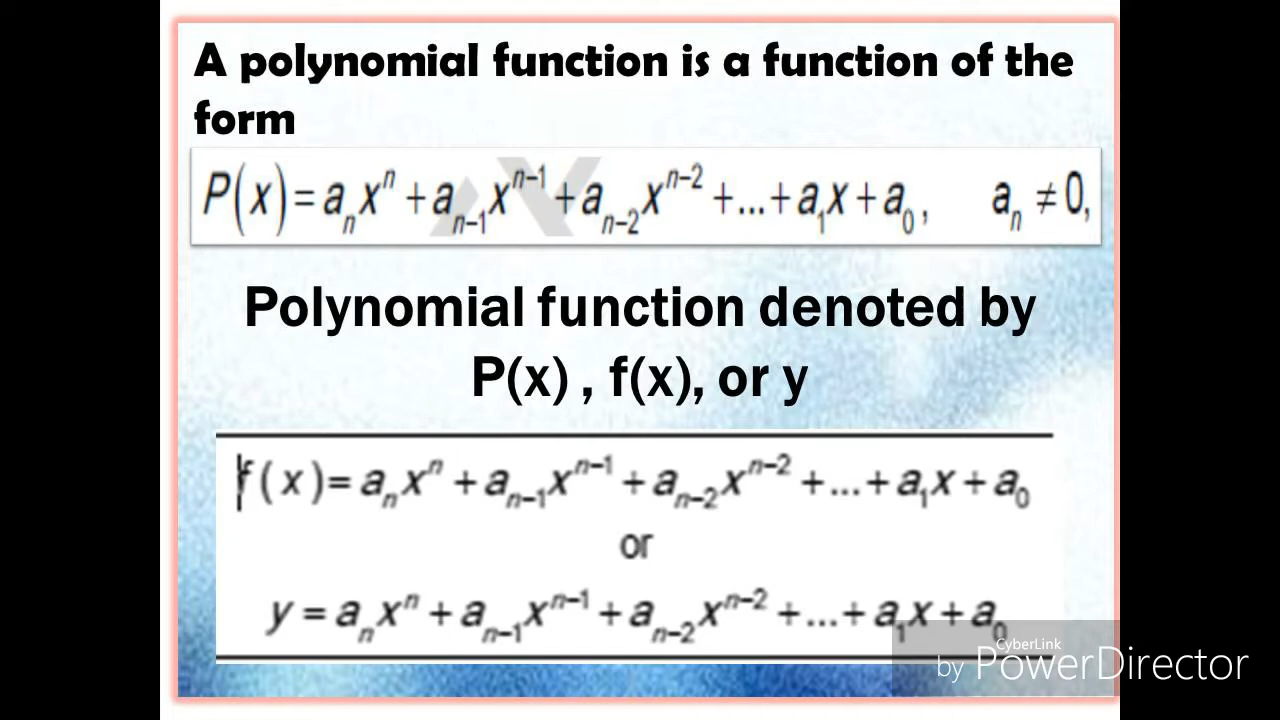 A polynomial function is a function of the
form
P(x)=aₙxⁿ+aₙ₋₁xⁿ⁻¹+aₙ₋₂xⁿ⁻²+...+a₁x+a₀, aₙ≠0,
Polynomial function denoted by
P(x) , f(x), or y
f(x)=aₙxⁿ+aₙ₋₁xⁿ⁻¹+aₙ₋₂xⁿ⁻²+...+a₁x+a₀
or
y=aₙxⁿ+aₙ₋₁xⁿ⁻¹+aₙ₋₂xⁿ⁻²+...+a₁x+a₀
CyberLink
by PowerDirector